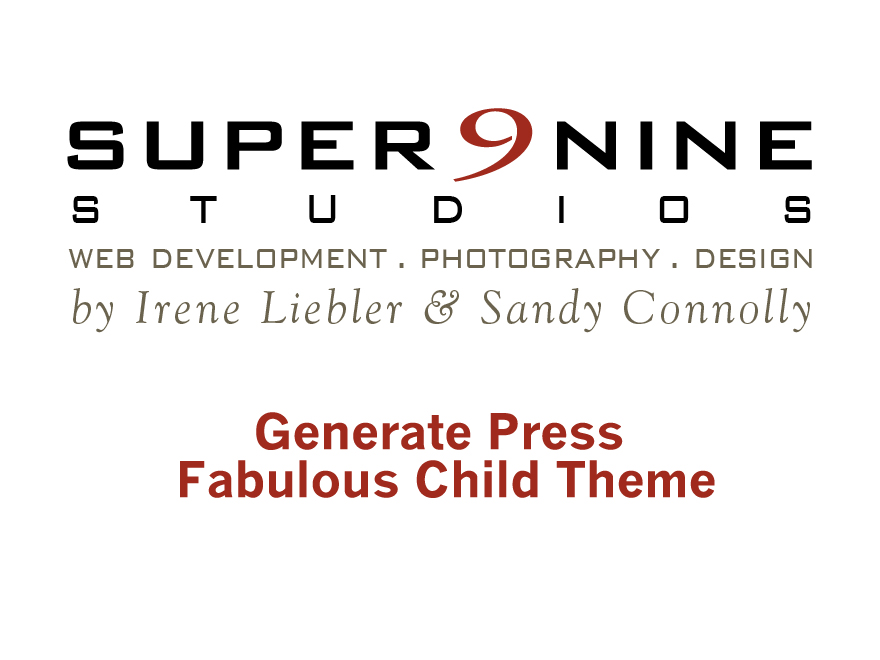 SUPER9NINE
STUDIOS
WEB DEVELOPMENT . PHOTOGRAPHY . DESIGN
by Irene Liebler & Sandy Connolly
Generate Press
Fabulous Child Theme